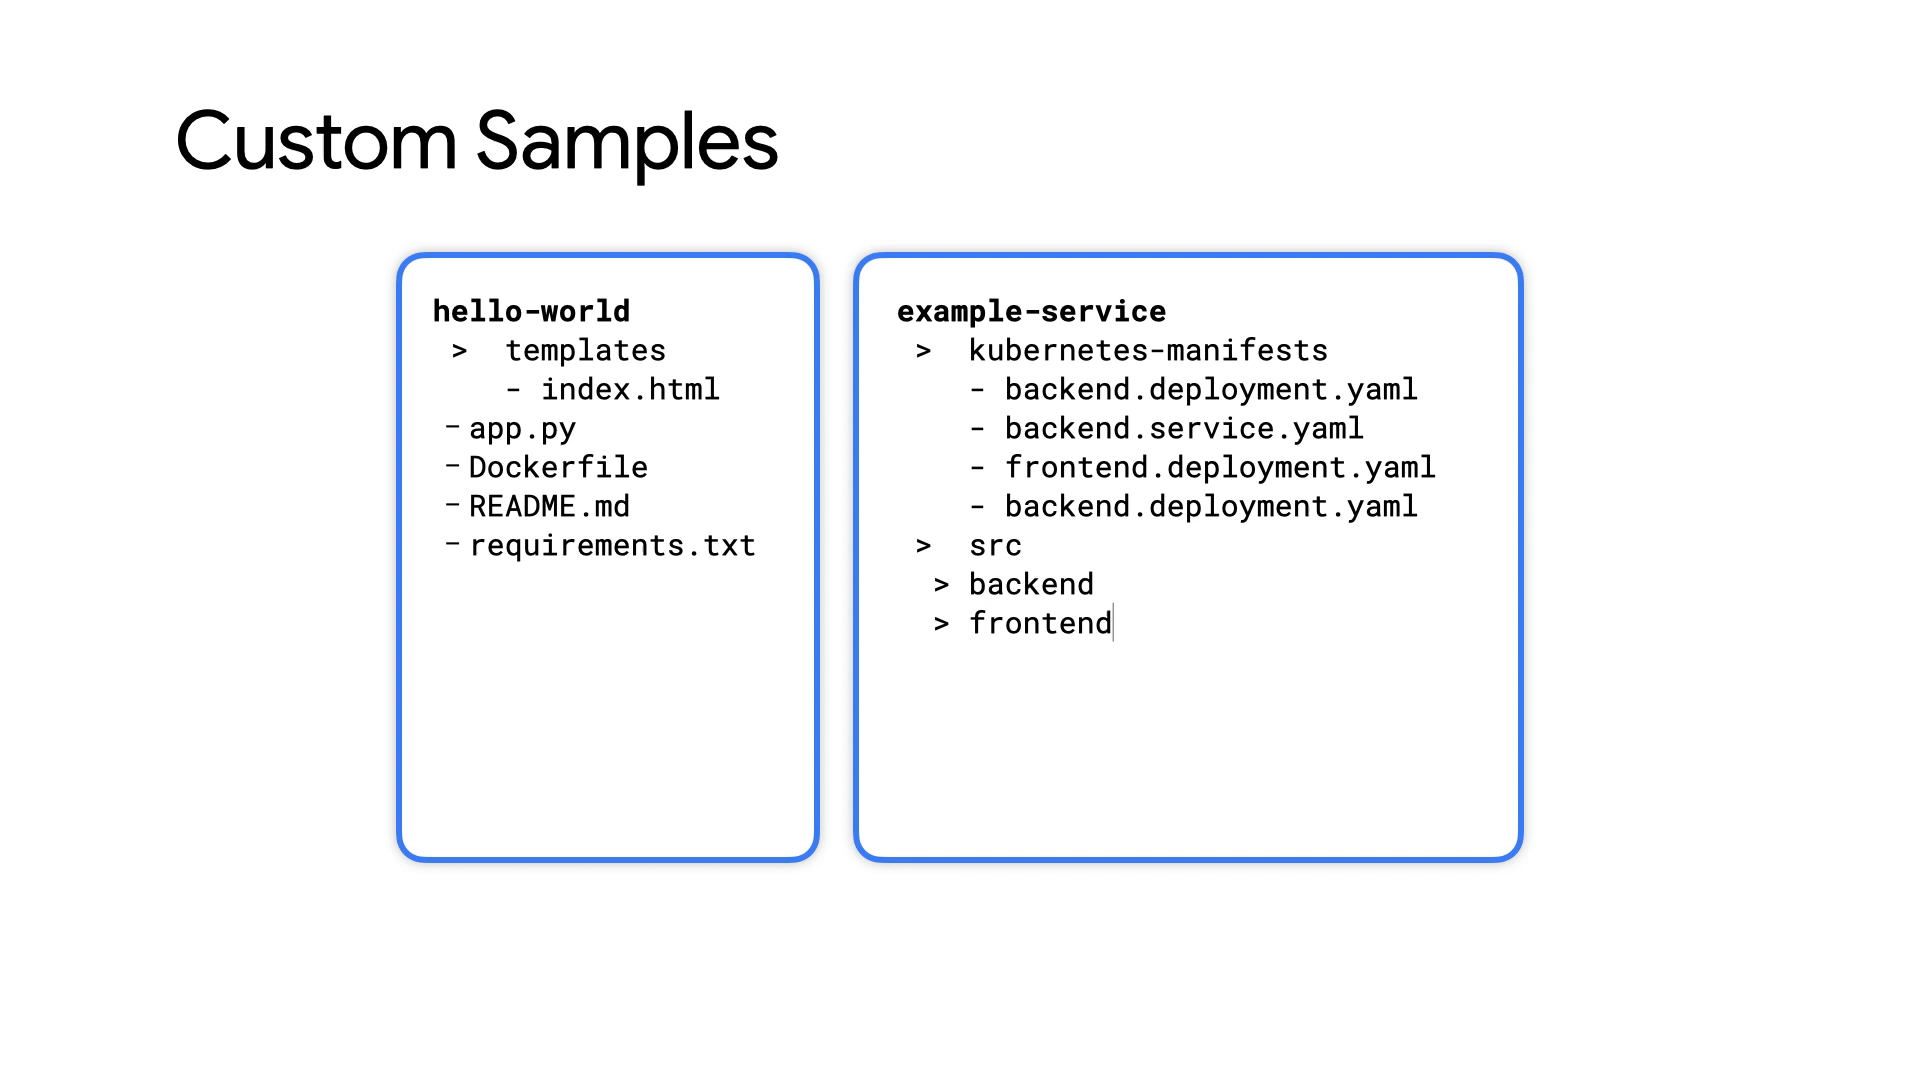 Custom Samples
hello-world
> templates
- index.html
- app.py
- Dockerfile
- README.md
- requirements.txt
example-service
> kubernetes-manifests
- backend.deployment.yaml
- backend.service.yaml
- frontend.deployment.yaml
- backend.deployment.yaml
> src
> backend
> frontend